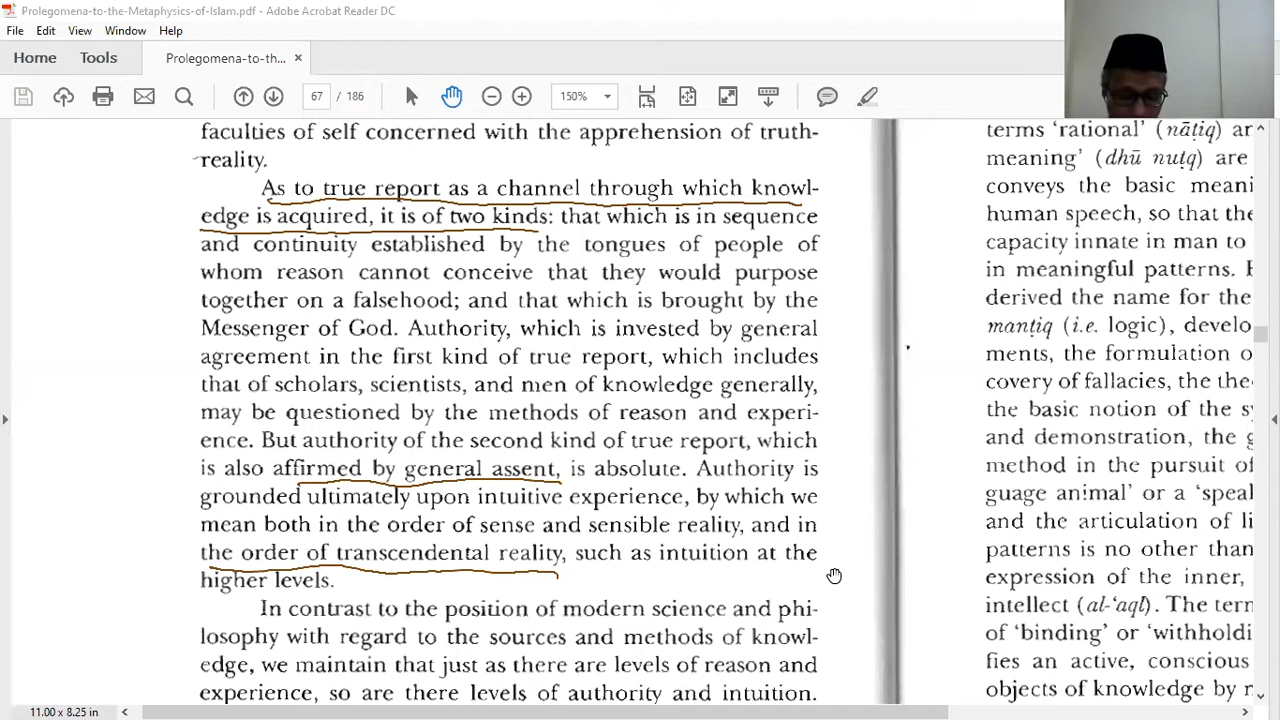 Prolegomena-to-the-Metaphysics-of-Islam.pdf - Adobe Acrobat Reader DC
File Edit View Window Help
Home Tools Prolegomena-to-th... ×
67 / 186 150%
faculties of self concerned with the apprehension of truth-
reality.
As to true report as a channel through which knowl-
edge is acquired, it is of two kinds: that which is in sequence
and continuity established by the tongues of people of
whom reason cannot conceive that they would purpose
together on a falsehood; and that which is brought by the
Messenger of God. Authority, which is invested by general
agreement in the first kind of true report, which includes
that of scholars, scientists, and men of knowledge generally,
may be questioned by the methods of reason and experi-
ence. But authority of the second kind of true report, which
is also affirmed by general assent, is absolute. Authority is
grounded ultimately upon intuitive experience, by which we
mean both in the order of sense and sensible reality, and in
the order of transcendental reality, such as intuition at the
higher levels.
In contrast to the position of modern science and phi-
losophy with regard to the sources and methods of knowl-
edge, we maintain that just as there are levels of reason and
experience, so are there levels of authority and intuition.
terms 'rational' (nāṭiq) ar
meaning' (dhū nuṭq) are
conveys the basic meani
human speech, so that the
capacity innate in man to
in meaningful patterns.
derived the name for the
manṭiq (i.e. logic), develo
ments, the formulation o
covery of fallacies, the the
the basic notion of the s
and demonstration, the g
method in the pursuit of
guage animal' or a 'speal
and the articulation of li
patterns is no other than
expression of the inner,
intellect (al-'aql). The tern
of 'binding' or 'withholdi
fies an active, conscious
objects of knowledge by
11.00 x 8.25 in